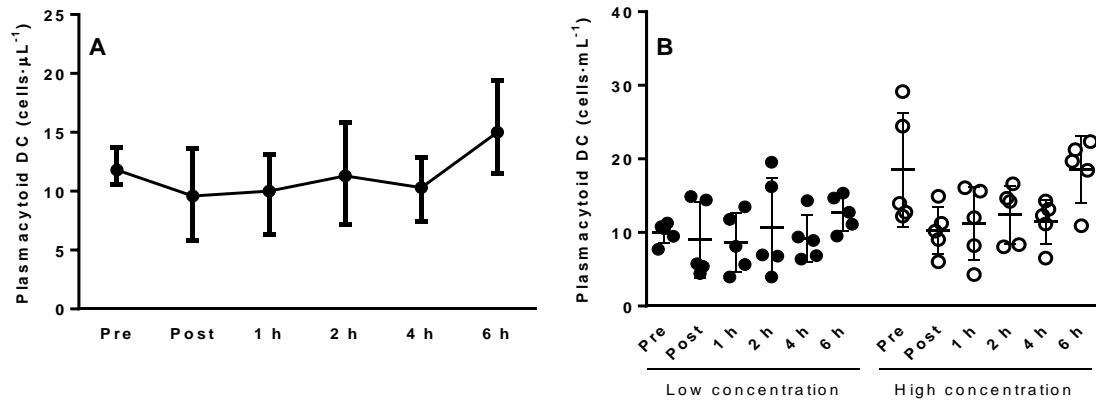 A
Plasmacytoid DC (cells·µL⁻¹)
25
20
15
10
5
0
Pre Post 1 h 2 h 4 h 6 h
B
Plasmacytoid DC (cells·mL⁻¹)
40
30
20
10
0
Pre Post 1 h 2 h 4 h 6 h Pre Post 1 h 2 h 4 h 6 h
Low concentration High concentration